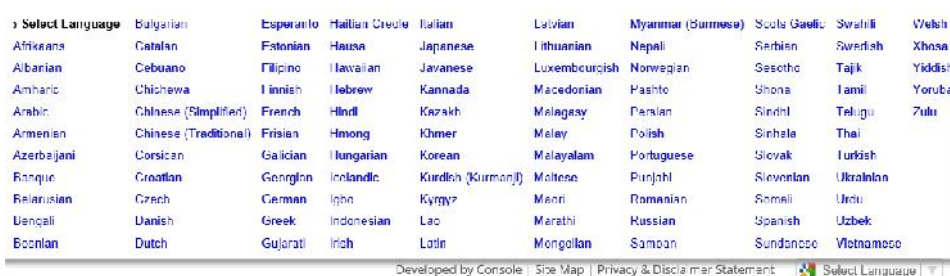 › Select Language Bulgarian Esperanto Haitian Creole Italian Latvian Myanmar (Burmese) Scots Gaelic Swahili Welsh
Afrikaans Catalan Estonian Hausa Japanese Lithuanian Nepali Serbian Swedish Xhosa
Albanian Cebuano Filipino Hawaiian Javanese Luxembourgish Norwegian Sesotho Tajik Yiddish
Amharic Chichewa Finnish Hebrew Kannada Macedonian Pashto Shona Tamil Yoruba
Arabic Chinese (Simplified) French Hindi Kazakh Malagasy Persian Sindhi Telugu Zulu
Armenian Chinese (Traditional) Frisian Hmong Khmer Malay Polish Sinhala Thai
Azerbaijani Corsican Galician Hungarian Korean Malayalam Portuguese Slovak Turkish
Basque Croatian Georgian Icelandic Kurdish (Kurmanji) Maltese Punjabi Slovenian Ukrainian
Belarusian Czech German Igbo Kyrgyz Maori Romanian Somali Urdu
Bengali Danish Greek Indonesian Lao Marathi Russian Spanish Uzbek
Bosnian Dutch Gujarati Irish Latin Mongolian Samoan Sundanese Vietnamese
Developed by Console | Site Map | Privacy & Disclaimer Statement Select Language